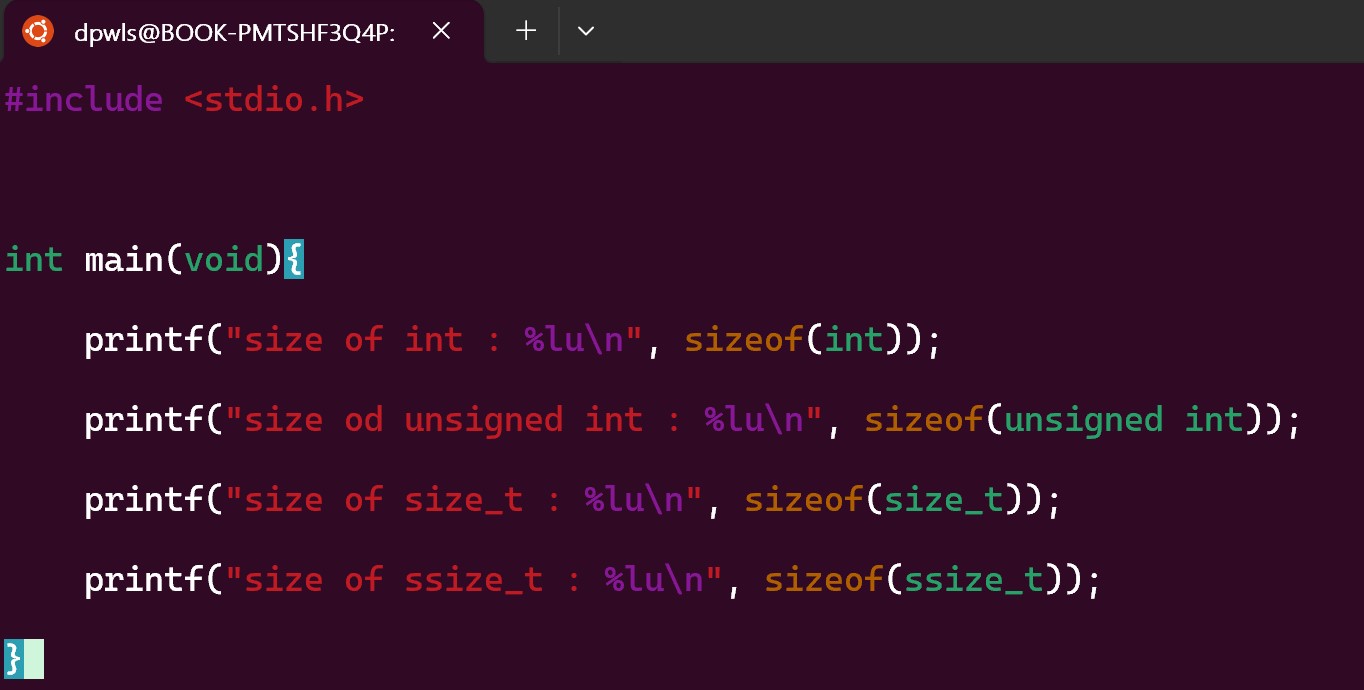 dpwls@BOOK-PMTSHF3Q4P:
#include <stdio.h>
int main(void){
    printf("size of int : %lu\n", sizeof(int));
    printf("size od unsigned int : %lu\n", sizeof(unsigned int));
    printf("size of size_t : %lu\n", sizeof(size_t));
    printf("size of ssize_t : %lu\n", sizeof(ssize_t));
}